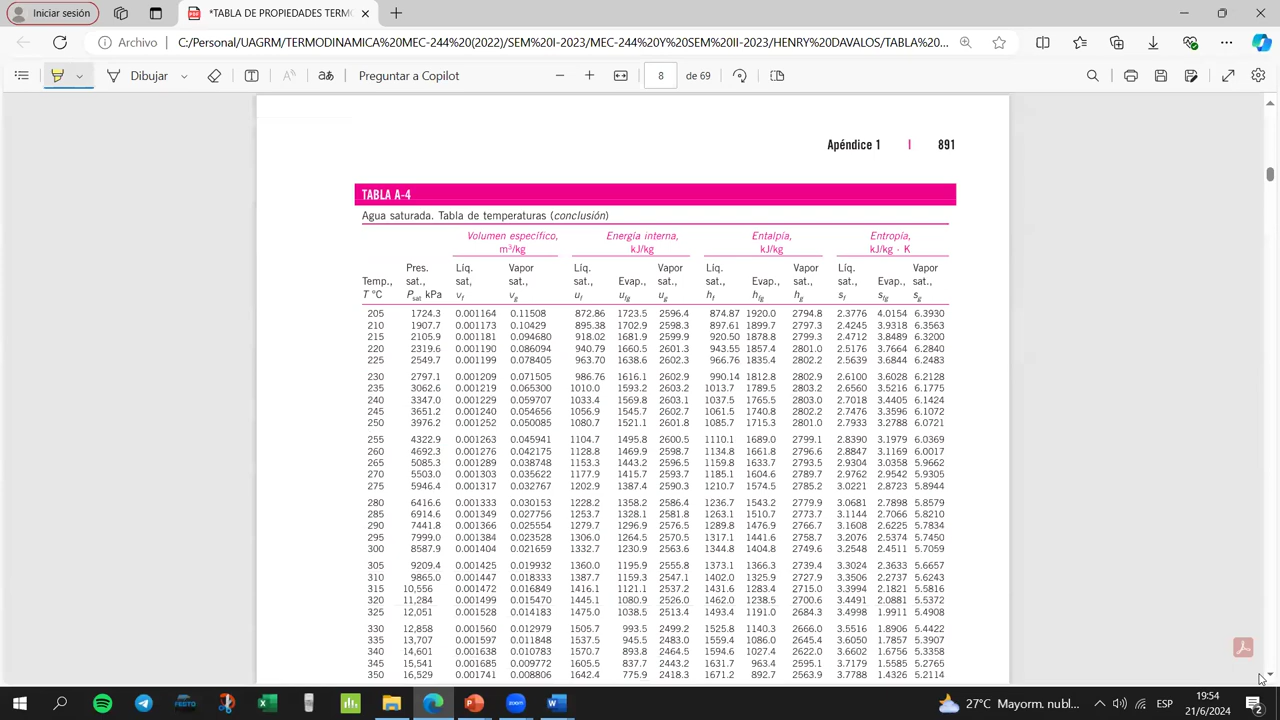 Iniciar sesión
*TABLA DE PROPIEDADES TERMO
Archivo
C:/Personal/UAGRM/TERMODINAMICA%20MEC-244%20(2022)/SEM%20I-2023/MEC-244%20Y%20SEM%20II-2023/HENRY%20DAVALOS/TABLA%20...
Dibujar
Preguntar a Copilot
8 de 69
Apéndice 1 | 891
TABLA A-4
Agua saturada. Tabla de temperaturas (conclusión)
Volumen específico, Energía interna, Entalpía, Entropía,
m³/kg kJ/kg kJ/kg kJ/kg · K
Pres. Líq. Vapor Líq. Vapor Líq. Vapor Líq. Vapor
Temp., sat., sat, sat., sat., Evap., sat., sat., Evap., sat., sat., Evap., sat.,
T °C Psat kPa vf vg uf ufg ug hf hfg hg sf sfg sg
205 1724.3 0.001164 0.11508 872.86 1723.5 2596.4 874.87 1920.0 2794.8 2.3776 4.0154 6.3930
210 1907.7 0.001173 0.10429 895.38 1702.9 2598.3 897.61 1899.7 2797.3 2.4245 3.9318 6.3563
215 2105.9 0.001181 0.094680 918.02 1681.9 2599.9 920.50 1878.8 2799.3 2.4712 3.8489 6.3200
220 2319.6 0.001190 0.086094 940.79 1660.5 2601.3 943.55 1857.4 2801.0 2.5176 3.7664 6.2840
225 2549.7 0.001199 0.078405 963.70 1638.6 2602.3 966.76 1835.4 2802.2 2.5639 3.6844 6.2483
230 2797.1 0.001209 0.071505 986.76 1616.1 2602.9 990.14 1812.8 2802.9 2.6100 3.6028 6.2128
235 3062.6 0.001219 0.065300 1010.0 1593.2 2603.2 1013.7 1789.5 2803.2 2.6560 3.5216 6.1775
240 3347.0 0.001229 0.059707 1033.4 1569.8 2603.1 1037.5 1765.5 2803.0 2.7018 3.4405 6.1424
245 3651.2 0.001240 0.054656 1056.9 1545.7 2602.7 1061.5 1740.8 2802.2 2.7476 3.3596 6.1072
250 3976.2 0.001252 0.050085 1080.7 1521.1 2601.8 1085.7 1715.3 2801.0 2.7933 3.2788 6.0721
255 4322.9 0.001263 0.045941 1104.7 1495.8 2600.5 1110.1 1689.0 2799.1 2.8390 3.1979 6.0369
260 4692.3 0.001276 0.042175 1128.8 1469.9 2598.7 1134.8 1661.8 2796.6 2.8847 3.1169 6.0017
265 5085.3 0.001289 0.038748 1153.3 1443.2 2596.5 1159.8 1633.7 2793.5 2.9304 3.0358 5.9662
270 5503.0 0.001303 0.035622 1177.9 1415.7 2593.7 1185.1 1604.6 2789.7 2.9762 2.9542 5.9305
275 5946.4 0.001317 0.032767 1202.9 1387.4 2590.3 1210.7 1574.5 2785.2 3.0221 2.8723 5.8944
280 6416.6 0.001333 0.030153 1228.2 1358.2 2586.4 1236.7 1543.2 2779.9 3.0681 2.7898 5.8579
285 6914.6 0.001349 0.027756 1253.7 1328.1 2581.8 1263.1 1510.7 2773.7 3.1144 2.7066 5.8210
290 7441.8 0.001366 0.025554 1279.7 1296.9 2576.5 1289.8 1476.9 2766.7 3.1608 2.6225 5.7834
295 7999.0 0.001384 0.023528 1306.0 1264.5 2570.5 1317.1 1441.6 2758.7 3.2076 2.5374 5.7450
300 8587.9 0.001404 0.021659 1332.7 1230.9 2563.6 1344.8 1404.8 2749.6 3.2548 2.4511 5.7059
305 9209.4 0.001425 0.019932 1360.0 1195.9 2555.8 1373.1 1366.3 2739.4 3.3024 2.3633 5.6657
310 9865.0 0.001447 0.018333 1387.7 1159.3 2547.1 1402.0 1325.9 2727.9 3.3506 2.2737 5.6243
315 10,556 0.001472 0.016849 1416.1 1121.1 2537.2 1431.6 1283.4 2715.0 3.3994 2.1821 5.5816
320 11,284 0.001499 0.015470 1445.1 1080.9 2526.0 1462.0 1238.5 2700.6 3.4491 2.0881 5.5372
325 12,051 0.001528 0.014183 1475.0 1038.5 2513.4 1493.4 1191.0 2684.3 3.4998 1.9911 5.4908
330 12,858 0.001560 0.012979 1505.7 993.5 2499.2 1525.8 1140.3 2666.0 3.5516 1.8906 5.4422
335 13,707 0.001597 0.011848 1537.5 945.5 2483.0 1559.4 1086.0 2645.4 3.6050 1.7857 5.3907
340 14,601 0.001638 0.010783 1570.7 893.8 2464.5 1594.6 1027.4 2622.0 3.6602 1.6756 5.3358
345 15,541 0.001685 0.009772 1605.5 837.7 2443.2 1631.7 963.4 2595.1 3.7179 1.5585 5.2765
350 16,529 0.001741 0.008806 1642.4 775.9 2418.3 1671.2 892.7 2563.9 3.7788 1.4326 5.2114
27°C Mayorm. nubl... ESP 19:54
21/6/2024 2